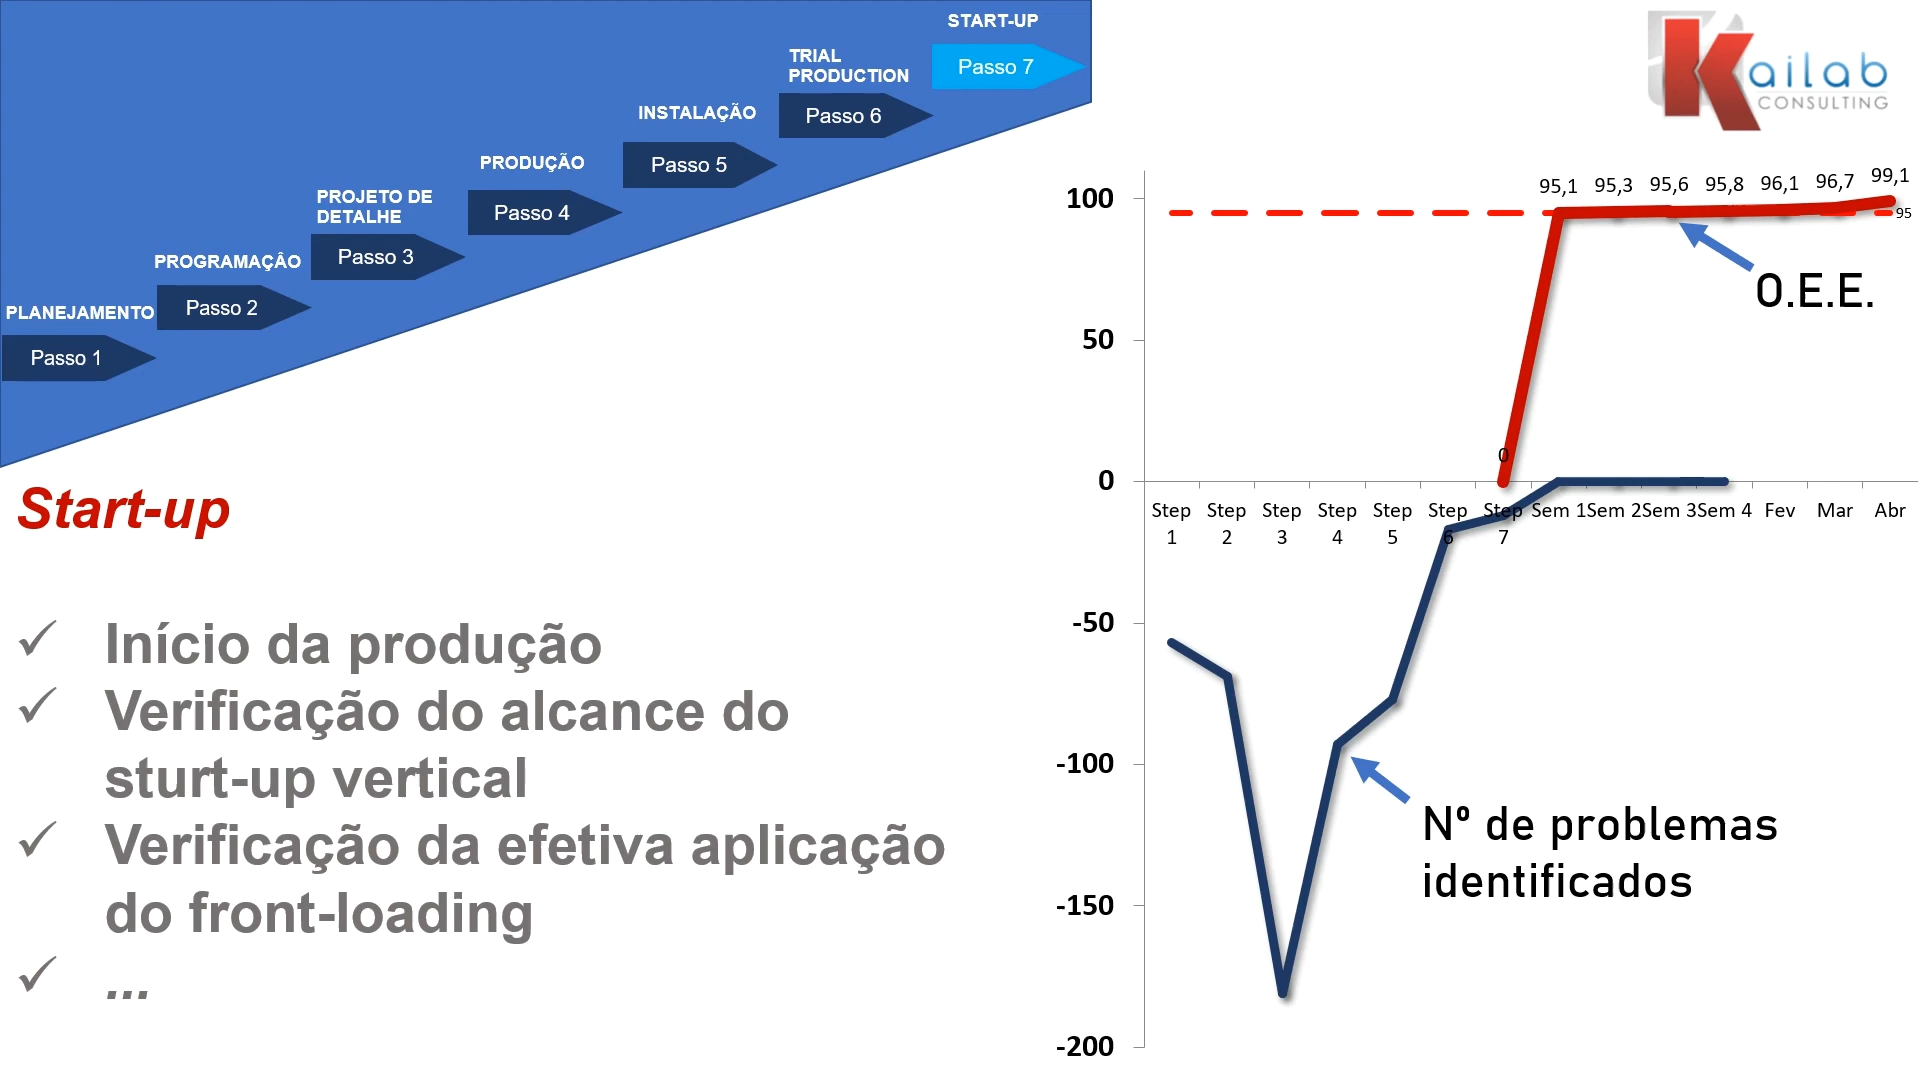 START-UP
Passo 7
TRIAL
PRODUCTION
Passo 6
INSTALAÇÃO
Passo 5
PRODUÇÃO
Passo 4
PROJETO DE
DETALHE
Passo 3
PROGRAMAÇÃO
Passo 2
PLANEJAMENTO
Passo 1
Kailab
CONSULTING
Start-up
Início da produção
Verificação do alcance do
sturt-up vertical
Verificação da efetiva aplicação
do front-loading
...
95,1 95,3 95,6 95,8 96,1 96,7 99,1
95
O.E.E.
100
50
0
-50
-100
-150
-200
0
Step 1 Step 2 Step 3 Step 4 Step 5 Step 6 Step 7 Sem 1 Sem 2 Sem 3 Sem 4 Fev Mar Abr
Nº de problemas
identificados